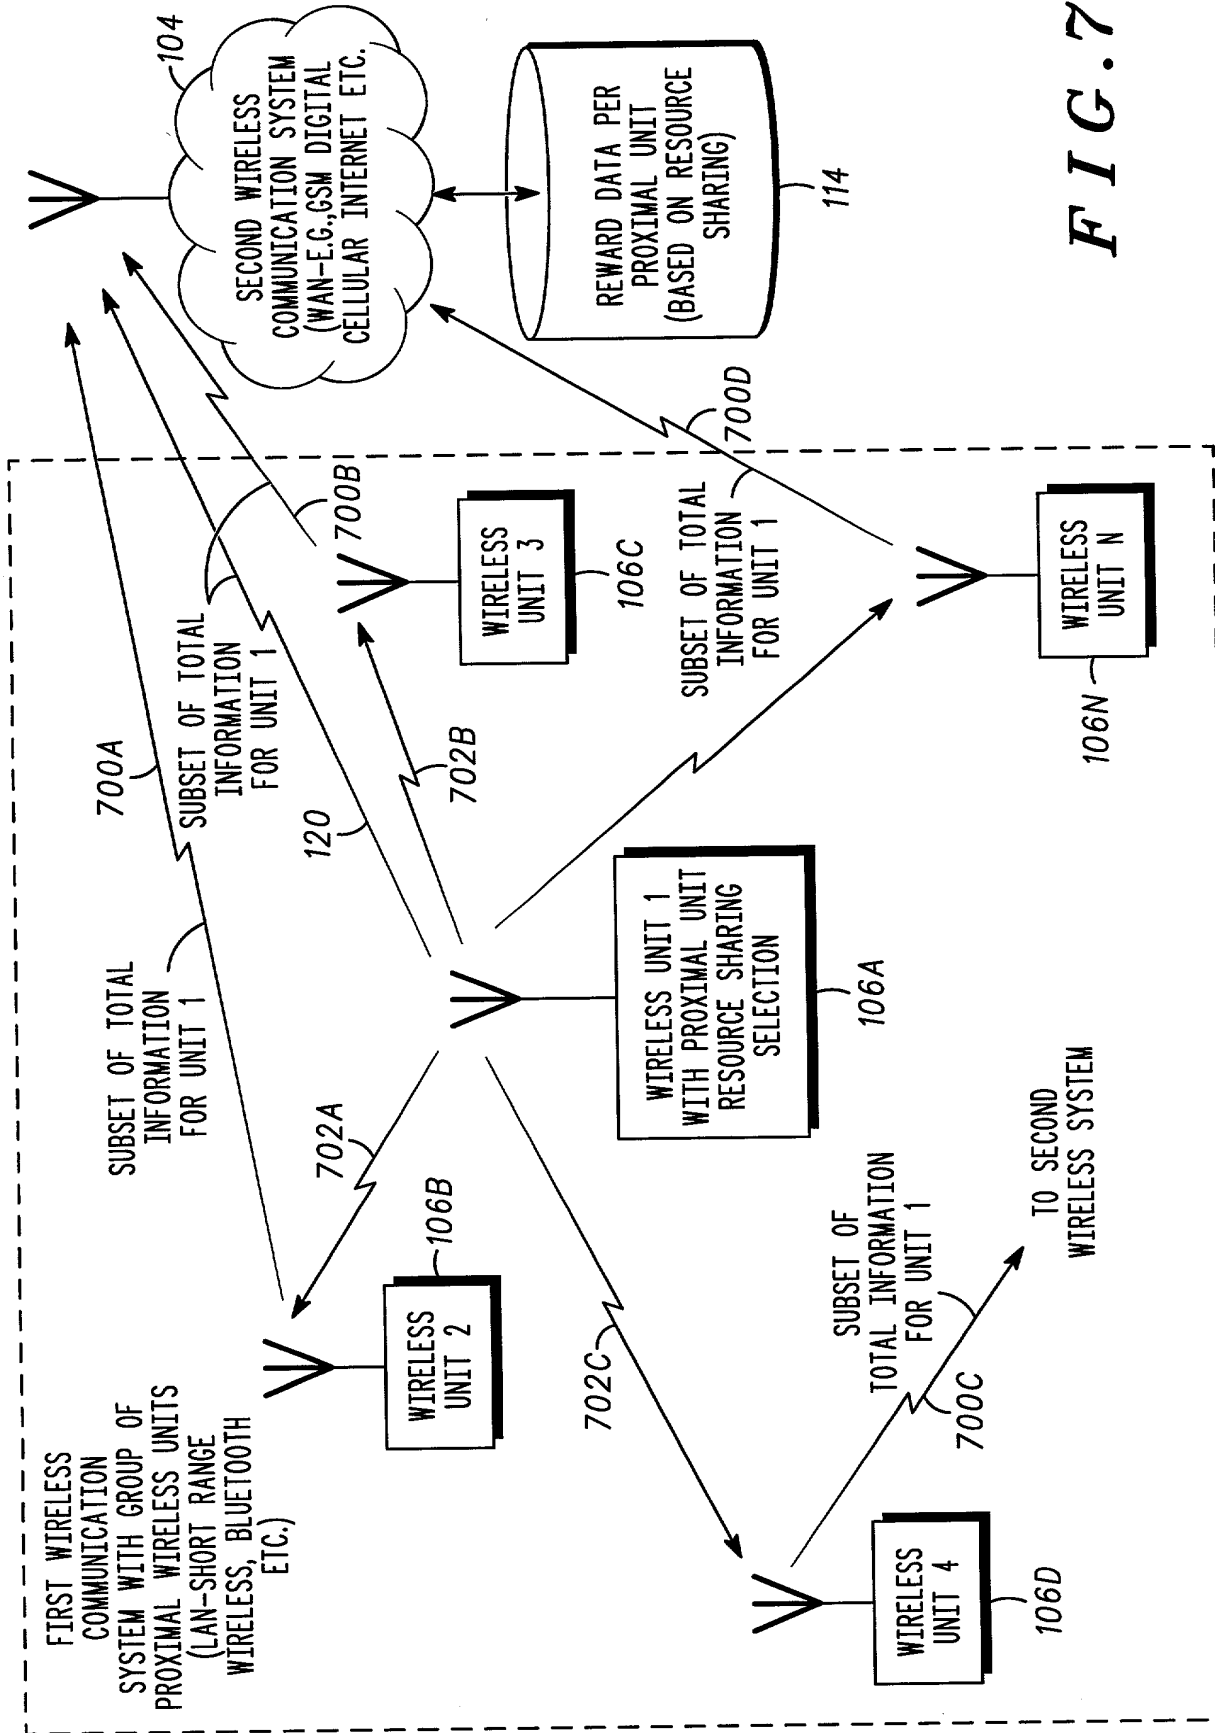 FIRST WIRELESS
COMMUNICATION
SYSTEM WITH GROUP OF
PROXIMAL WIRELESS UNITS
(LAN-SHORT RANGE
WIRELESS, BLUETOOTH
ETC.)
SUBSET OF TOTAL
INFORMATION
FOR UNIT 1
700A
SUBSET OF TOTAL
INFORMATION
FOR UNIT 1
104
SECOND WIRELESS
COMMUNICATION SYSTEM
(WAN-E.G.,GSM DIGITAL
CELLULAR INTERNET ETC.
120
700B
702A
702B
WIRELESS
UNIT 2
106B
WIRELESS
UNIT 3
106C
REWARD DATA PER
PROXIMAL UNIT
(BASED ON RESOURCE
SHARING)
114
702C
WIRELESS UNIT 1
WITH PROXIMAL UNIT
RESOURCE SHARING
SELECTION
106A
SUBSET OF TOTAL
INFORMATION
FOR UNIT 1
700D
SUBSET OF
TOTAL INFORMATION
FOR UNIT 1
700C
TO SECOND
WIRELESS SYSTEM
WIRELESS
UNIT 4
106D
WIRELESS
UNIT N
106N
FIG.7